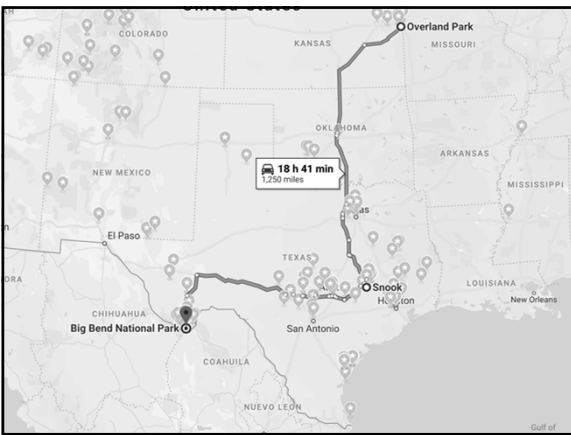 United States
COLORADO
Overland Park
KANSAS
MISSOURI
OKLAHOMA
ARKANSAS
18 h 41 min
1,250 miles
NEW MEXICO
MISSISSIPPI
as
El Paso
TEXAS
LOUISIANA
Snook
New Orleans
CHIHUAHUA
Big Bend National Park
San Antonio
COAHUILA
NUEVO LEON
Gulf of